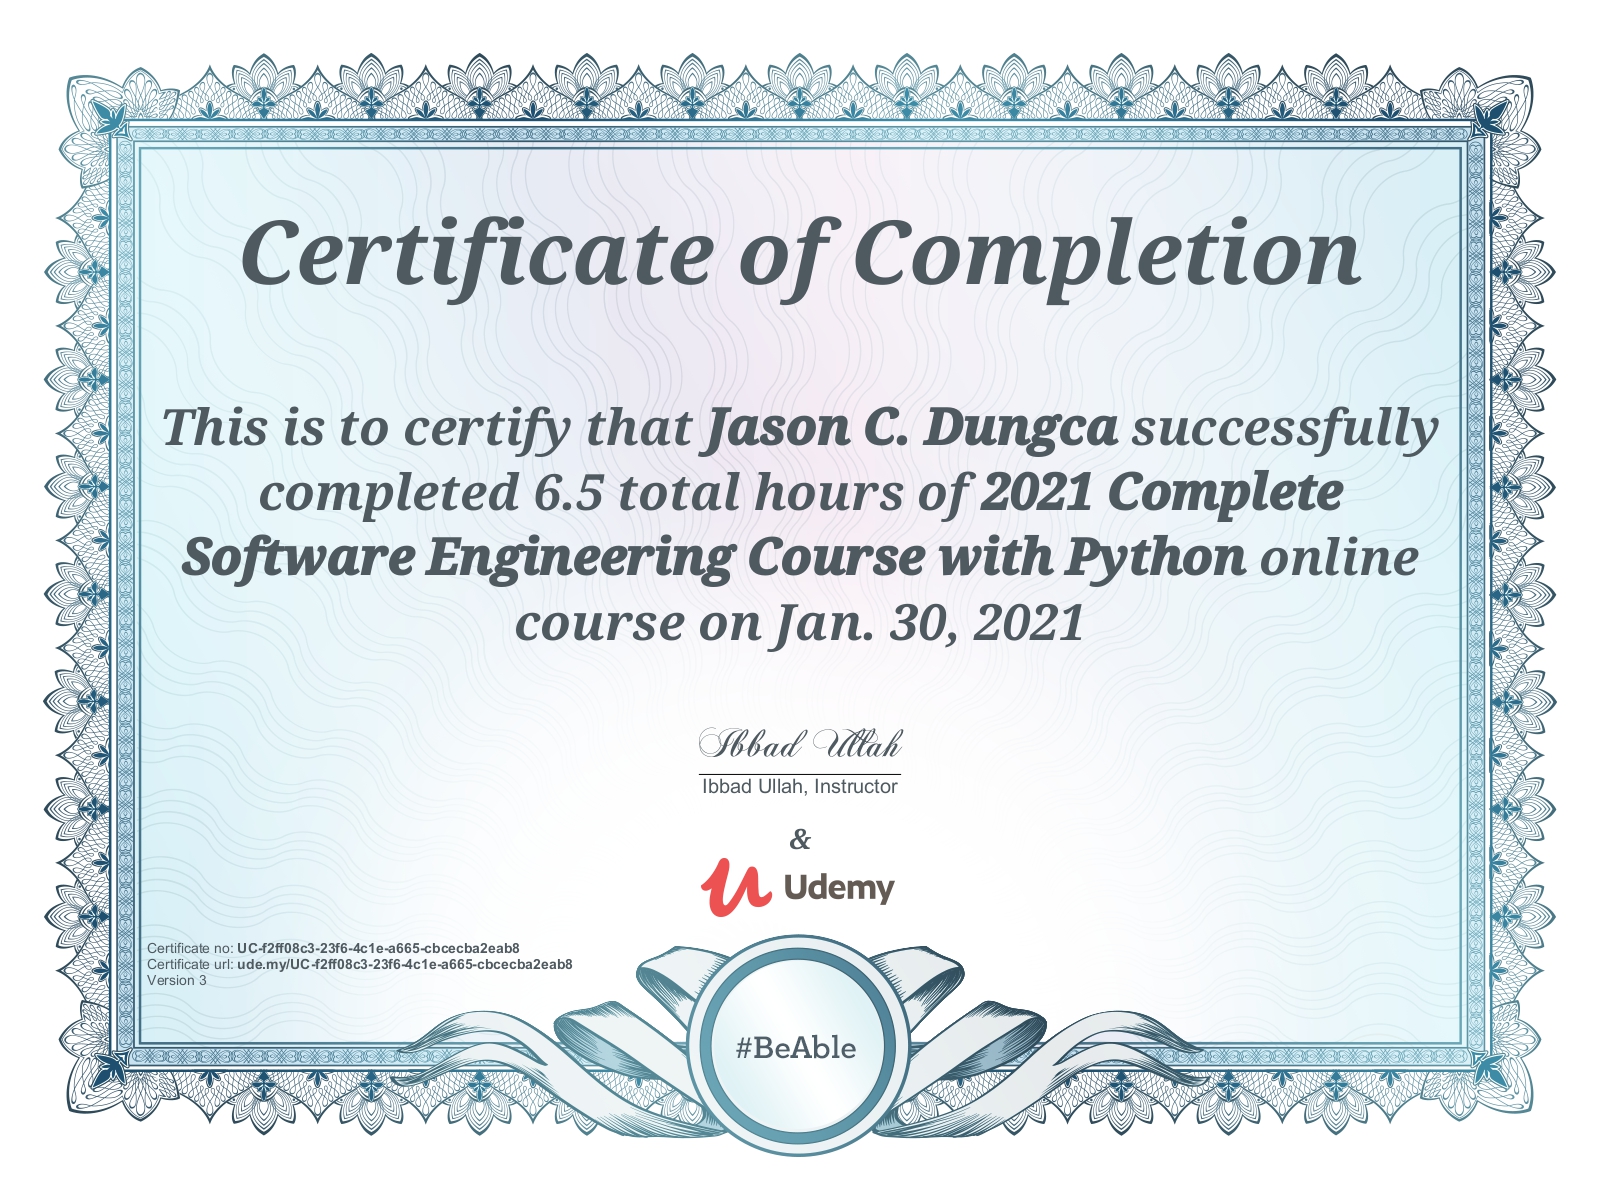 Certificate of Completion
This is to certify that Jason C. Dungca successfully
completed 6.5 total hours of 2021 Complete
Software Engineering Course with Python online
course on Jan. 30, 2021
Ibbad Ullah
Ibbad Ullah, Instructor
&
Udemy
Certificate no: UC-f2ff08c3-23f6-4c1e-a665-cbcecba2eab8
Certificate url: ude.my/UC-f2ff08c3-23f6-4c1e-a665-cbcecba2eab8
Version 3
#BeAble